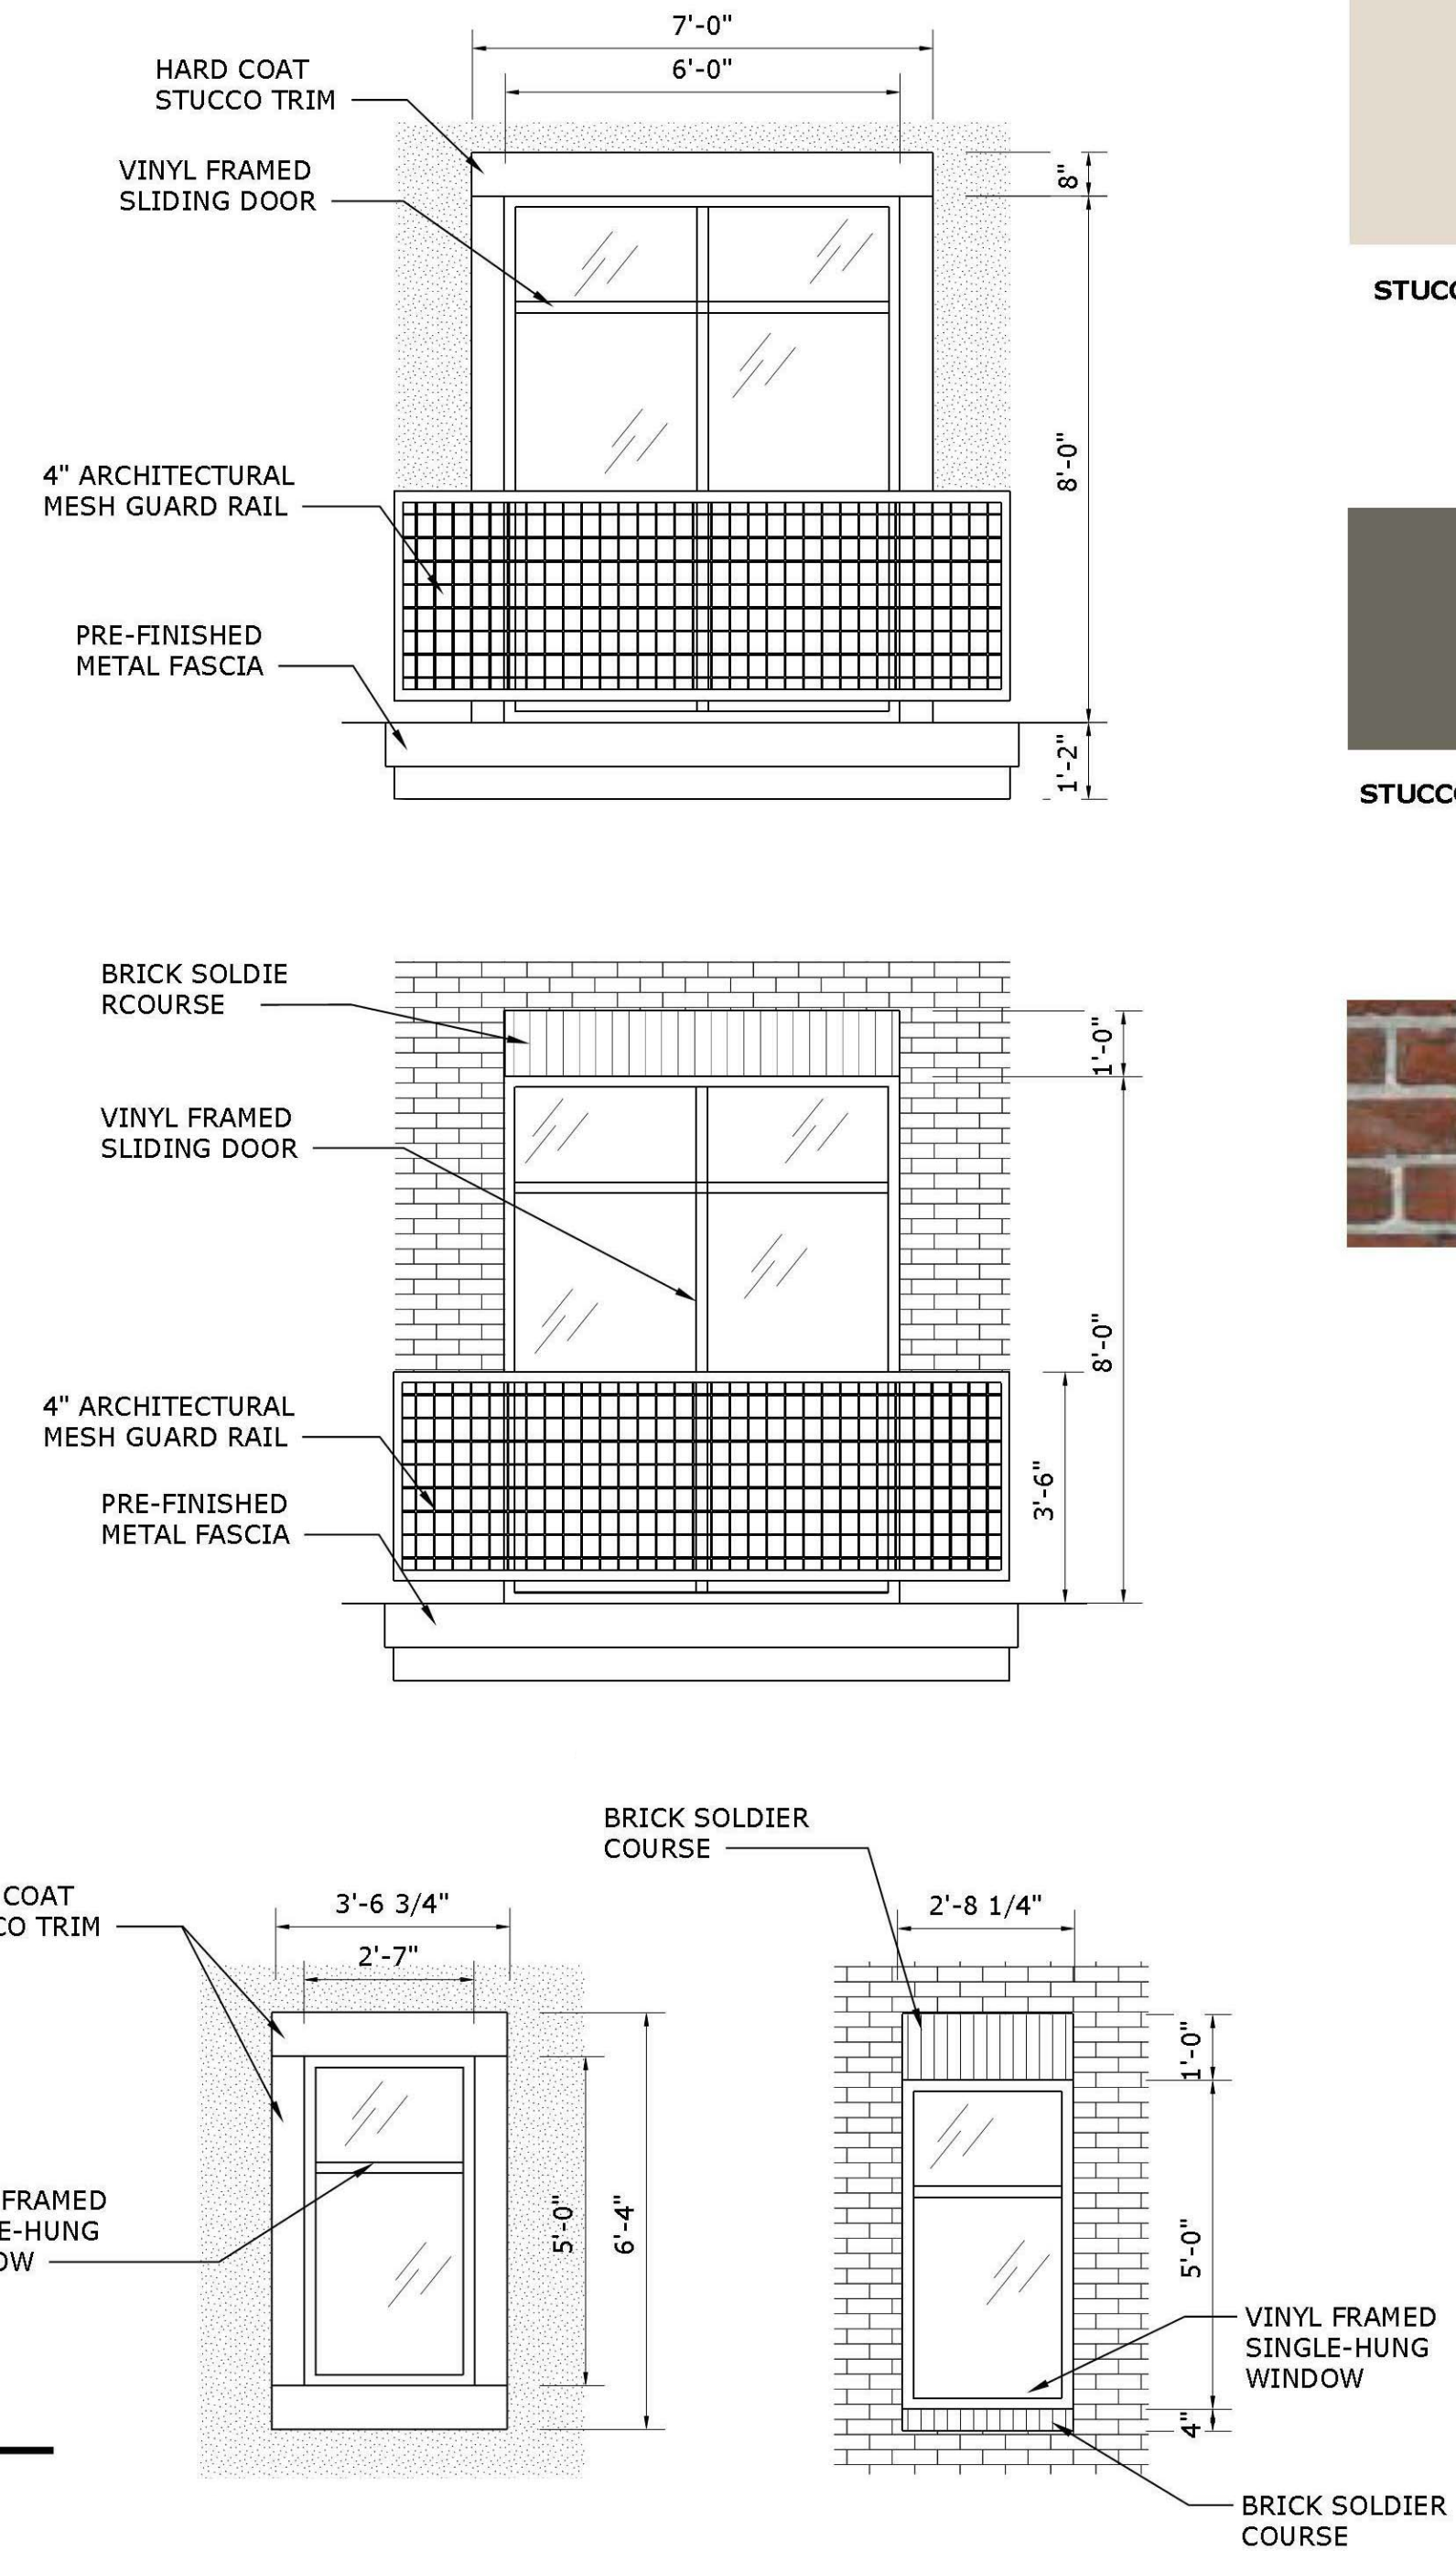 7'-0"
6'-0"
HARD COAT
STUCCO TRIM
VINYL FRAMED
SLIDING DOOR
8"
8'-0"
4" ARCHITECTURAL
MESH GUARD RAIL
PRE-FINISHED
METAL FASCIA
1'-2"
STUCC
STUCC
BRICK SOLDIE
RCOURSE
1'-0"
VINYL FRAMED
SLIDING DOOR
8'-0"
4" ARCHITECTURAL
MESH GUARD RAIL
3'-6"
PRE-FINISHED
METAL FASCIA
BRICK SOLDIER
COURSE
COAT
CO TRIM
3'-6 3/4"
2'-7"
2'-8 1/4"
1'-0"
FRAMED
E-HUNG
OW
5'-0"
6'-4"
5'-0"
VINYL FRAMED
SINGLE-HUNG
WINDOW
4"
BRICK SOLDIER
COURSE